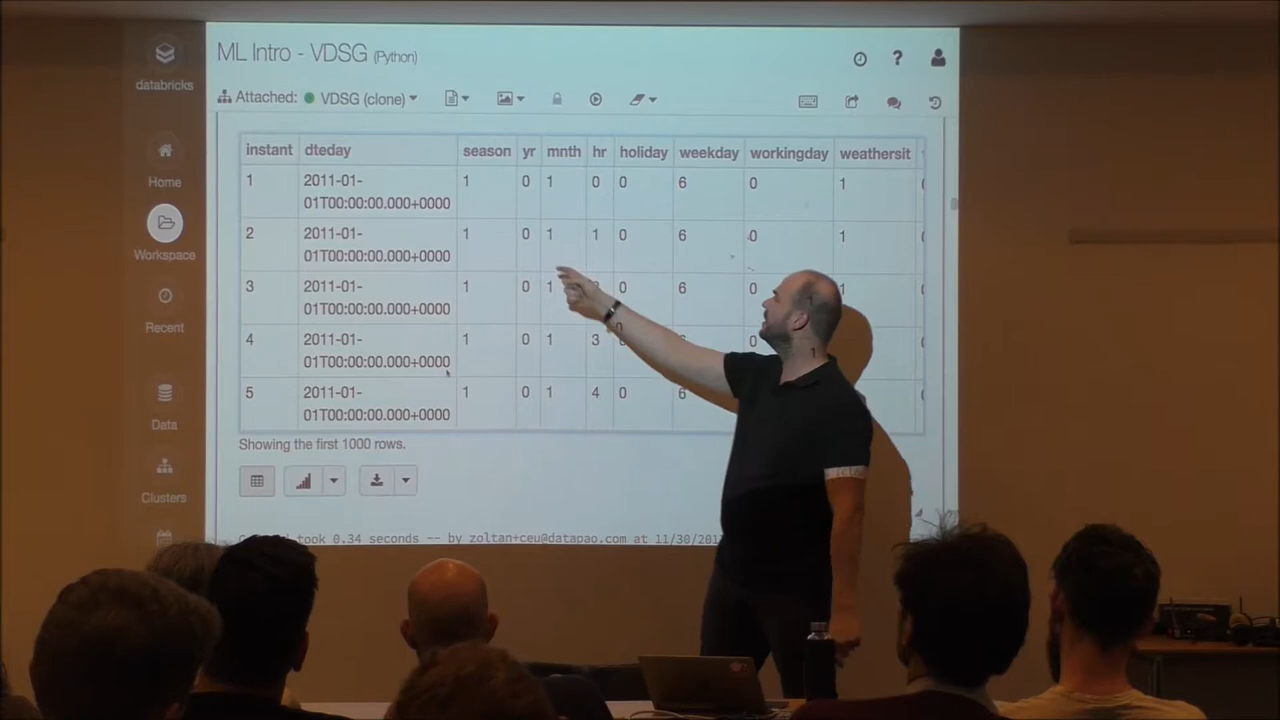 ML Intro - VDSG (Python)
databricks
Attached: VDSG (clone)
Home
Workspace
Recent
Data
Clusters
instant dteday season yr mnth hr holiday weekday workingday weathersit
1 2011-01-01T00:00:00.000+0000 1 0 1 0 0 6 0 1
2 2011-01-01T00:00:00.000+0000 1 0 1 1 0 6 0 1
3 2011-01-01T00:00:00.000+0000 1 0 1 6 0 1
4 2011-01-01T00:00:00.000+0000 1 0 1 3 0 6 0 1
5 2011-01-01T00:00:00.000+0000 1 0 1 4 0 6
Showing the first 1000 rows.
took 0.34 seconds -- by zoltan+ceu@datapao.com at 11/30/201